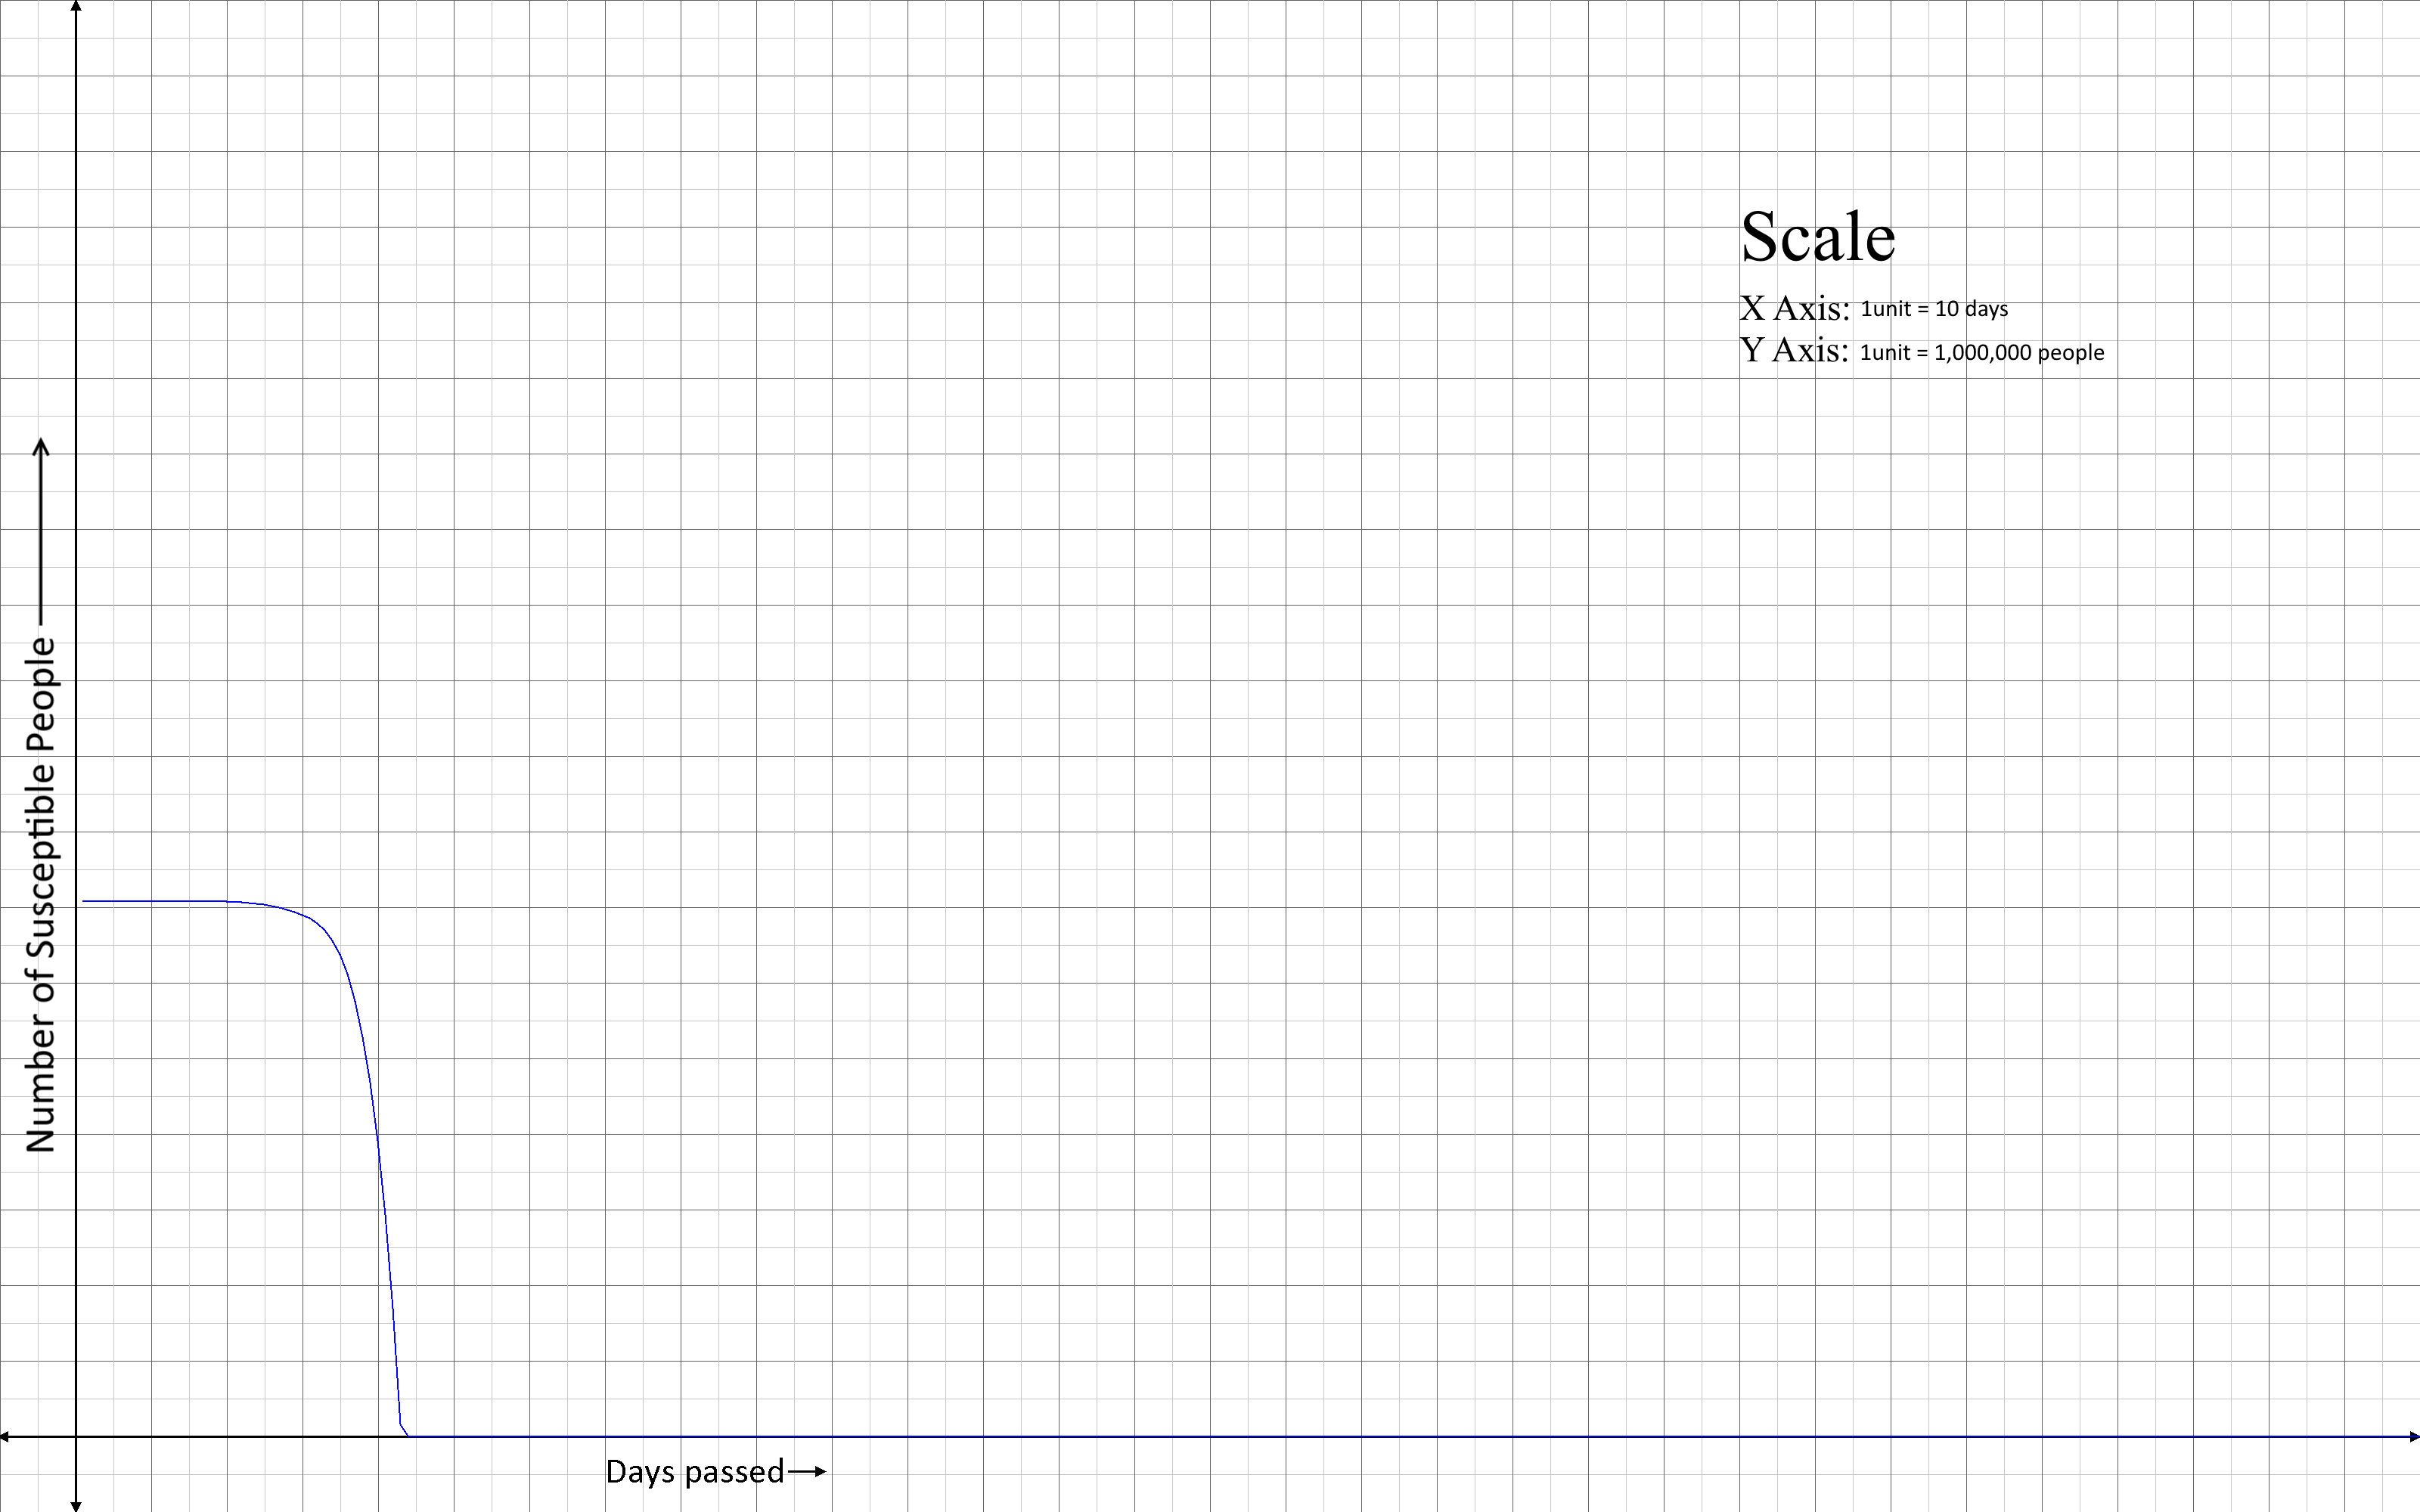 Scale
X Axis: 1unit = 10 days
Y Axis: 1unit = 1,000,000 people
Number of Susceptible People
Days passed